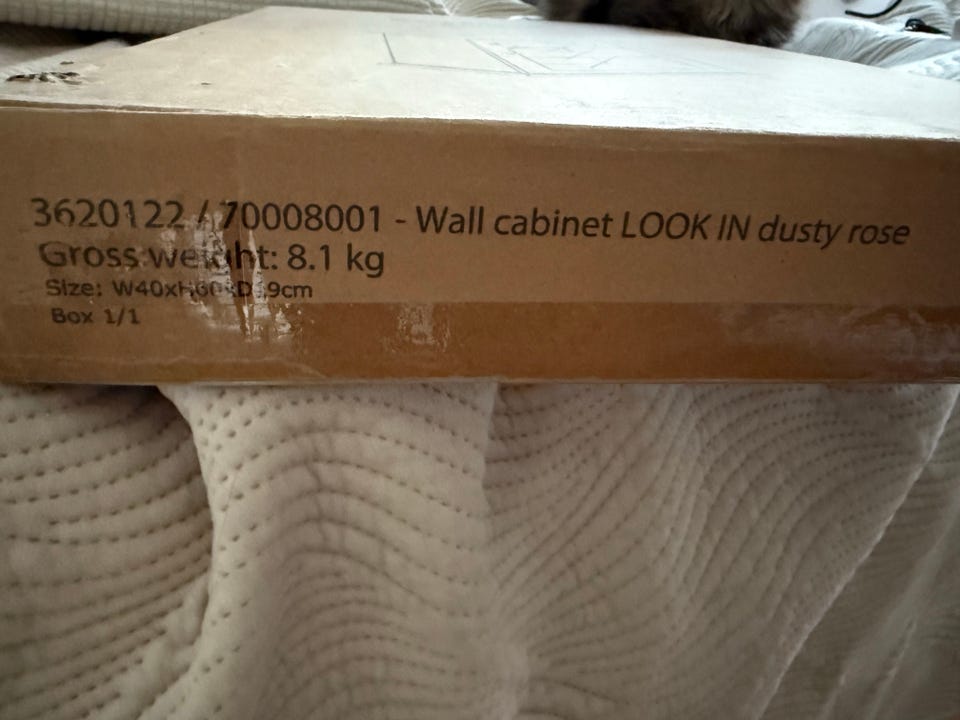 3620122 / 70008001 - Wall cabinet LOOK IN dusty rose
Gross weight: 8.1 kg
Size:
Box 1/1